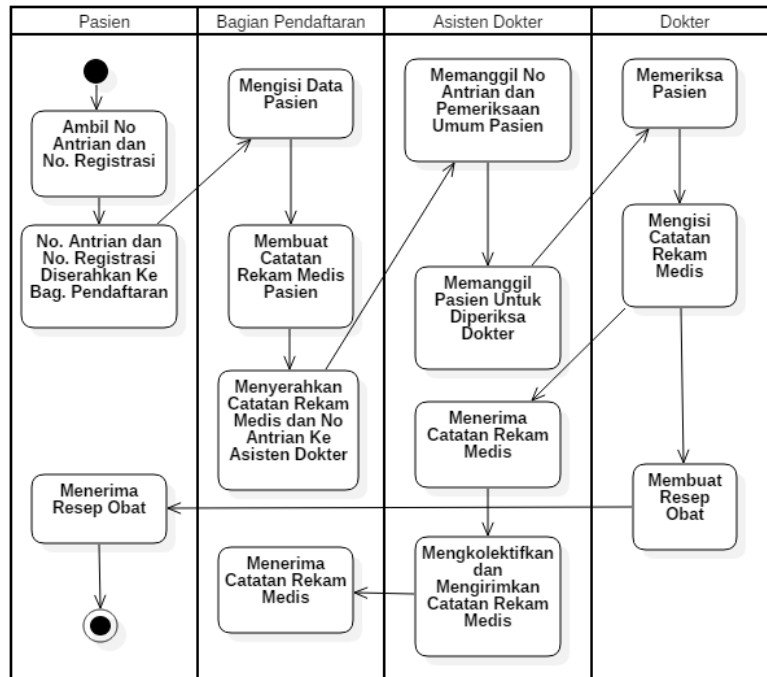 Pasien
Bagian Pendaftaran
Asisten Dokter
Dokter
Ambil No
Antrian dan
No. Registrasi
No. Antrian dan
No. Registrasi
Diserahkan Ke
Bag. Pendaftaran
Menerima
Resep Obat
Mengisi Data
Pasien
Membuat
Catatan
Rekam Medis
Pasien
Menyerahkan
Catatan Rekam
Medis dan No
Antrian Ke
Asisten Dokter
Menerima
Catatan Rekam
Medis
Memanggil No
Antrian dan
Pemeriksaan
Umum Pasien
Memanggil
Pasien Untuk
Diperiksa
Dokter
Menerima
Catatan Rekam
Medis
Mengkolektifkan
dan
Mengirimkan
Catatan Rekam
Medis
Memeriksa
Pasien
Mengisi
Catatan
Rekam
Medis
Membuat
Resep
Obat